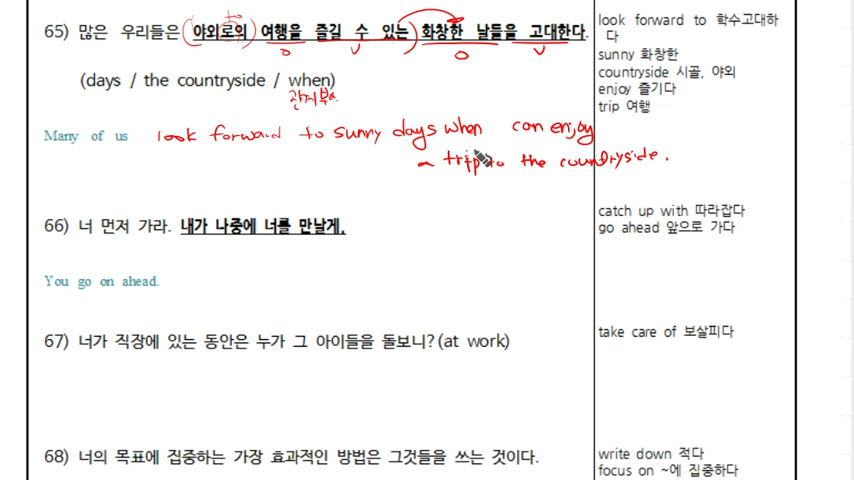 65) 많은 우리들은 (야외로의) 여행을 즐길 수 있는) 화창한 날들을 고대한다.
(days / the countryside / when)
Many of us look forward to sunny days when can enjoy
a trip to the countryside.
look forward to 학수고대하
다
sunny 화창한
countryside 시골, 야외
enjoy 즐기다
trip 여행
66) 너 먼저 가라. 내가 나중에 너를 만날게,
You go on ahead.
catch up with 따라잡다
go ahead 앞으로 가다
67) 너가 직장에 있는 동안은 누가 그 아이들을 돌보니? (at work)
take care of 보살피다
68) 너의 목표에 집중하는 가장 효과적인 방법은 그것들을 쓰는 것이다.
write down 적다
focus on ~에 집중하다